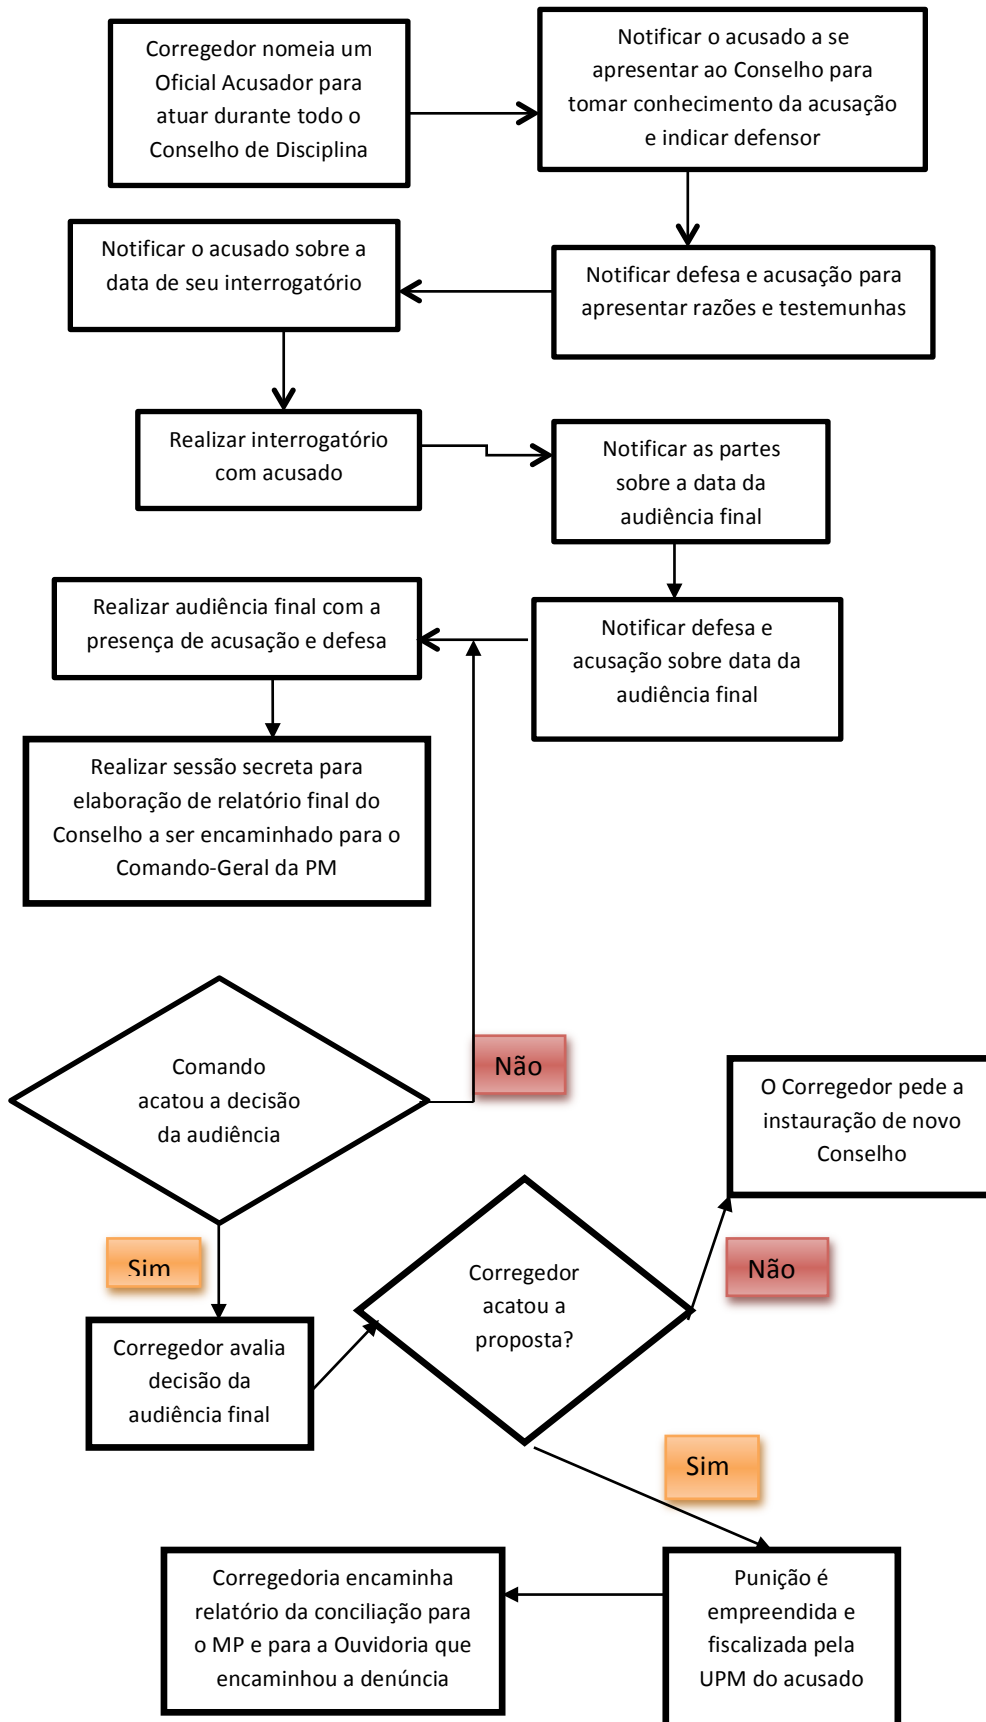 Corregedor nomeia um
Oficial Acusador para
atuar durante todo o
Conselho de Disciplina
Notificar o acusado a se
apresentar ao Conselho para
tomar conhecimento da acusação
e indicar defensor
Notificar defesa e acusação para
apresentar razões e testemunhas
Notificar o acusado sobre a
data de seu interrogatório
Realizar interrogatório
com acusado
Notificar as partes
sobre a data da
audiência final
Notificar defesa e
acusação sobre data da
audiência final
Realizar audiência final com a
presença de acusação e defesa
Realizar sessão secreta para
elaboração de relatório final do
Conselho a ser encaminhado para o
Comando-Geral da PM
Comando
acatou a decisão
da audiência
Não
Sim
Corregedor avalia
decisão da
audiência final
Corregedor
acatou a
proposta?
Não
O Corregedor pede a
instauração de novo
Conselho
Sim
Punição é
empreendida e
fiscalizada pela
UPM do acusado
Corregedoria encaminha
relatório da conciliação para
o MP e para a Ouvidoria que
encaminhou a denúncia